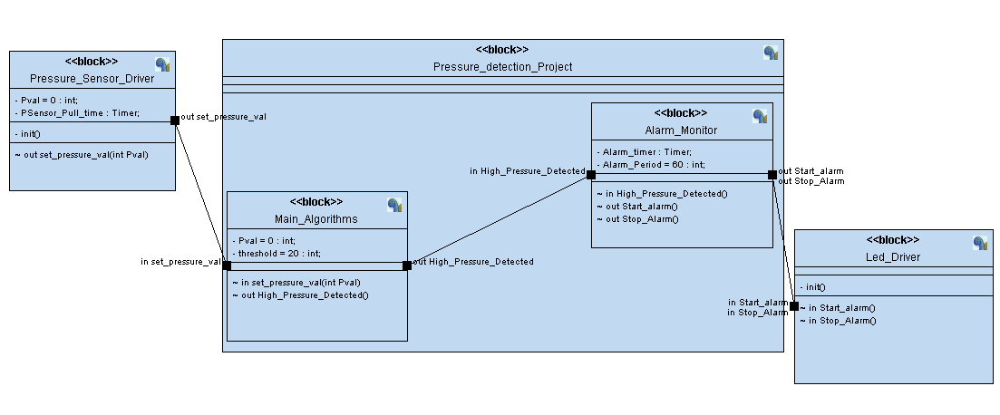 <<block>>
Pressure_Sensor_Driver
- Pval = 0 : int;
- PSensor_Pull_time : Timer;
- init()
~ out set_pressure_val(int Pval)
out set_pressure_val
<<block>>
Pressure_detection_Project
<<block>>
Main_Algorithms
- Pval = 0 : int;
- threshold = 20 : int;
~ in set_pressure_val(int Pval)
~ out High_Pressure_Detected()
in set_pressure_val
out High_Pressure_Detected
<<block>>
Alarm_Monitor
- Alarm_timer : Timer;
- Alarm_Period = 60 : int;
~ in High_Pressure_Detected()
~ out Start_alarm()
~ out Stop_Alarm()
in High_Pressure_Detected
out Start_alarm
out Stop_Alarm
<<block>>
Led_Driver
- init()
~ in Start_alarm()
~ in Stop_Alarm()
in Start_alarm
in Stop_Alarm